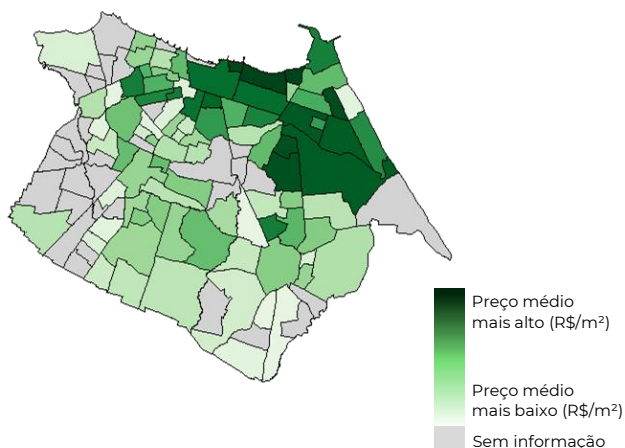 Preço médio
mais alto (R$/m²)
Preço médio
mais baixo (R$/m²)
Sem informação